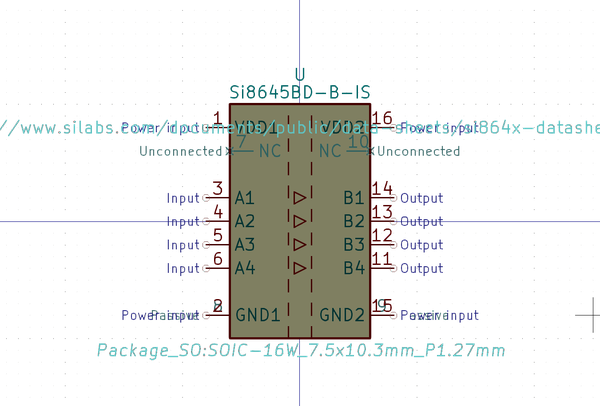 U
Si8645BD-B-IS
1 VDD1 VDD2 16
//www.silabs.com/documents/public/data-sheets/si864x-datashe
Power input Power input
Unconnected 7 NC NC 10 Unconnected
Input 3 A1 B1 14 Output
Input 4 A2 B2 13 Output
Input 5 A3 B3 12 Output
Input 6 A4 B4 11 Output
Power input 2 GND1 GND2 15 Power input
Package_SO:SOIC-16W_7.5x10.3mm_P1.27mm